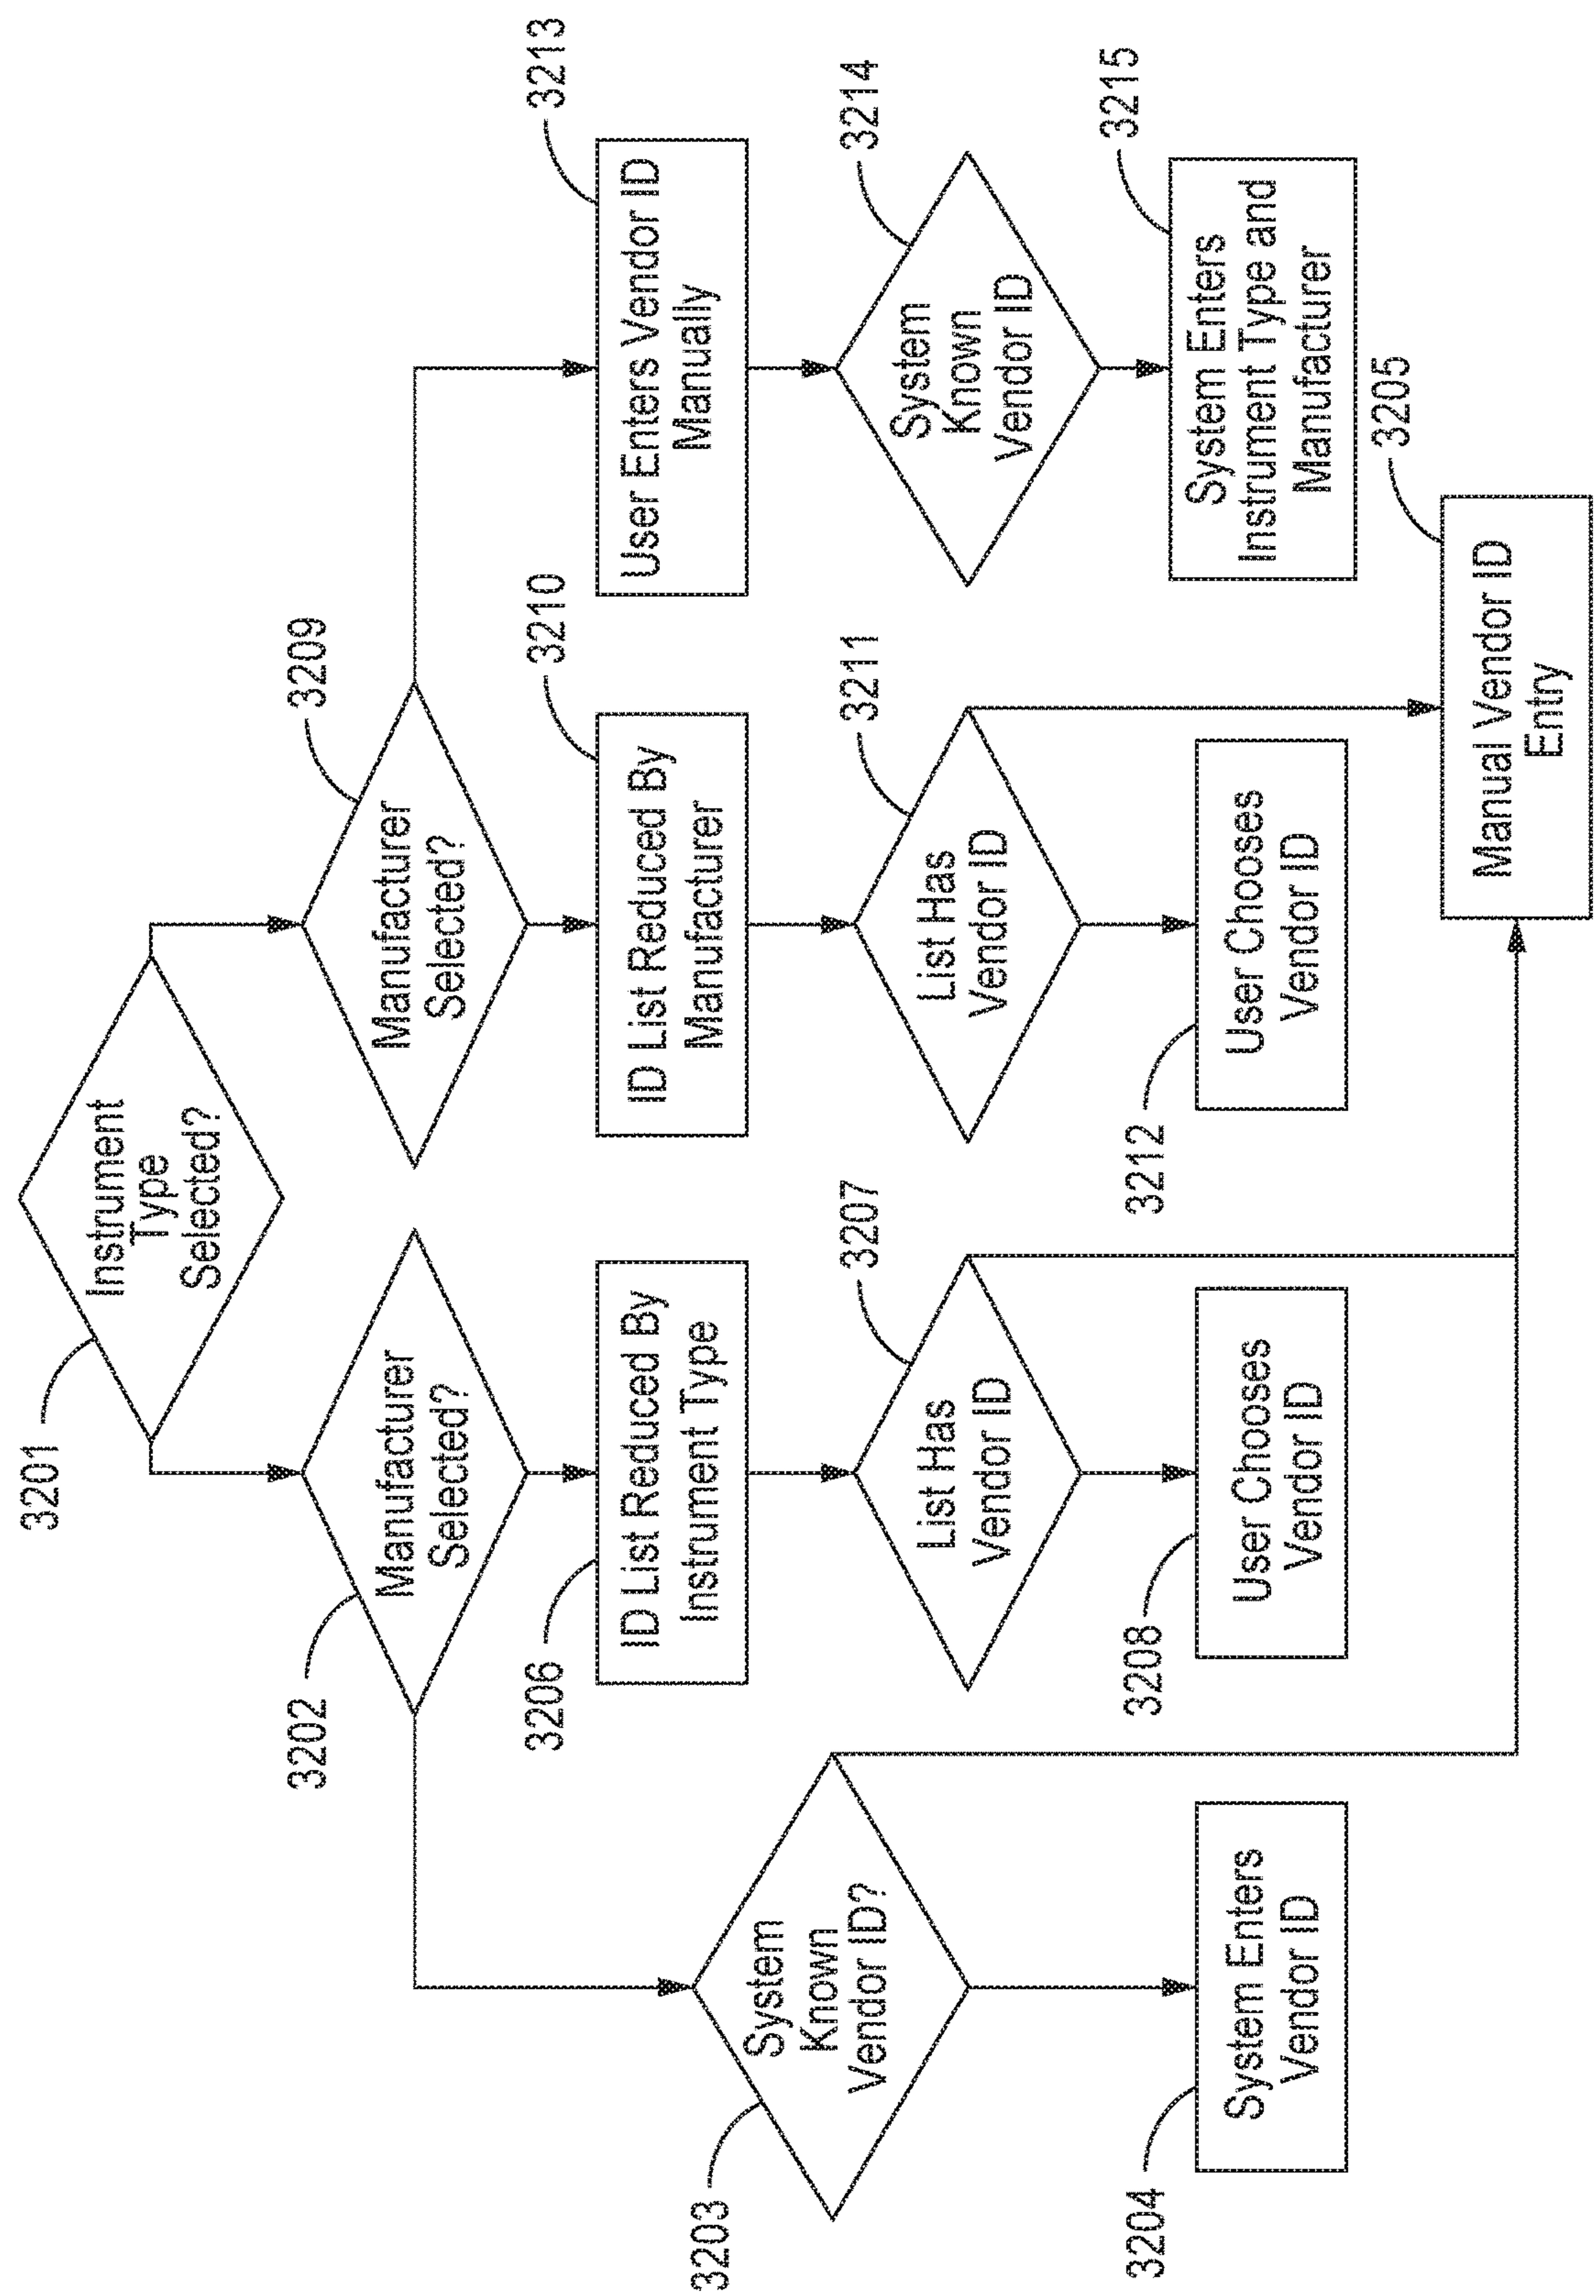 3201
Instrument
Type
Selected?
3202
Manufacturer
Selected?
3209
Manufacturer
Selected?
3203
System
Known
Vendor ID?
3204
System Enters
Vendor ID
3206
ID List Reduced By
Instrument Type
3207
List Has
Vendor ID
3208
User Chooses
Vendor ID
3210
ID List Reduced By
Manufacturer
3211
List Has
Vendor ID
3212
User Chooses
Vendor ID
3213
User Enters Vendor ID
Manually
3214
System
Known
Vendor ID
3215
System Enters
Instrument Type and
Manufacturer
3205
Manual Vendor ID
Entry